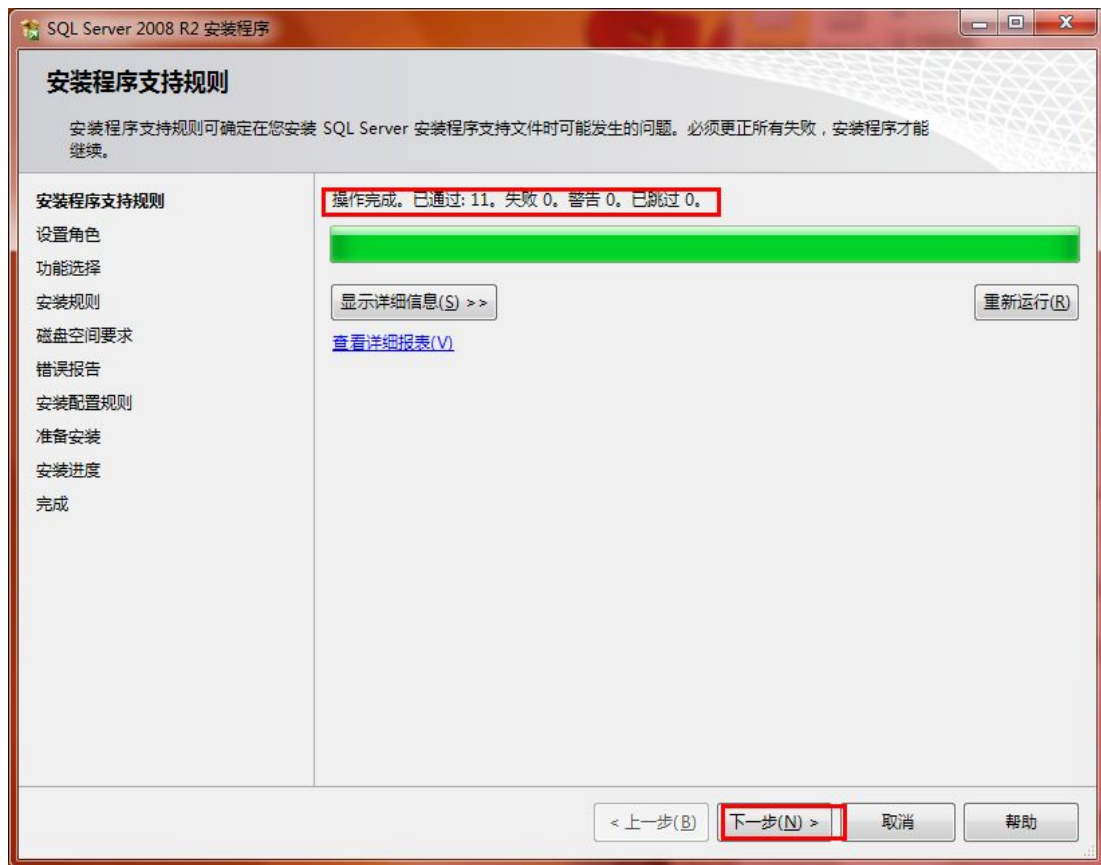 SQL Server 2008 R2 安装程序
安装程序支持规则
安装程序支持规则可确定在您安装 SQL Server 安装程序支持文件时可能发生的问题。必须更正所有失败，安装程序才能
继续。
安装程序支持规则
设置角色
功能选择
安装规则
磁盘空间要求
错误报告
安装配置规则
准备安装
安装进度
完成
操作完成。已通过: 11。失败 0。警告 0。已跳过 0。
显示详细信息(S) >>
重新运行(R)
查看详细报表(V)
< 上一步(B)
下一步(N) >
取消
帮助